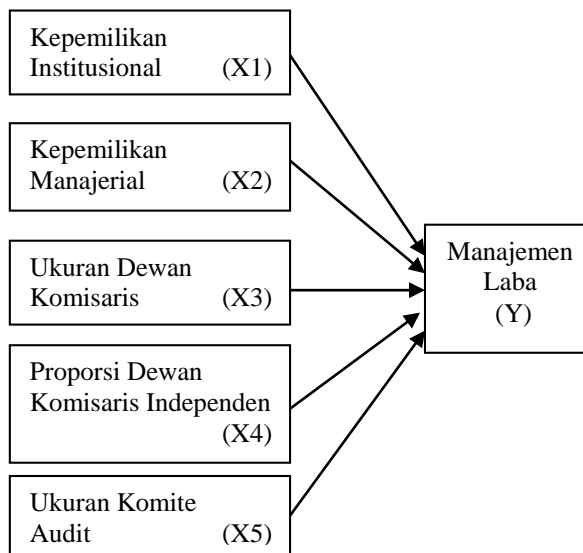 Kepemilikan
Institusional (X1)
Kepemilikan
Manajerial (X2)
Ukuran Dewan
Komisaris (X3)
Proporsi Dewan
Komisaris Independen
(X4)
Ukuran Komite
Audit (X5)
Manajemen
Laba
(Y)